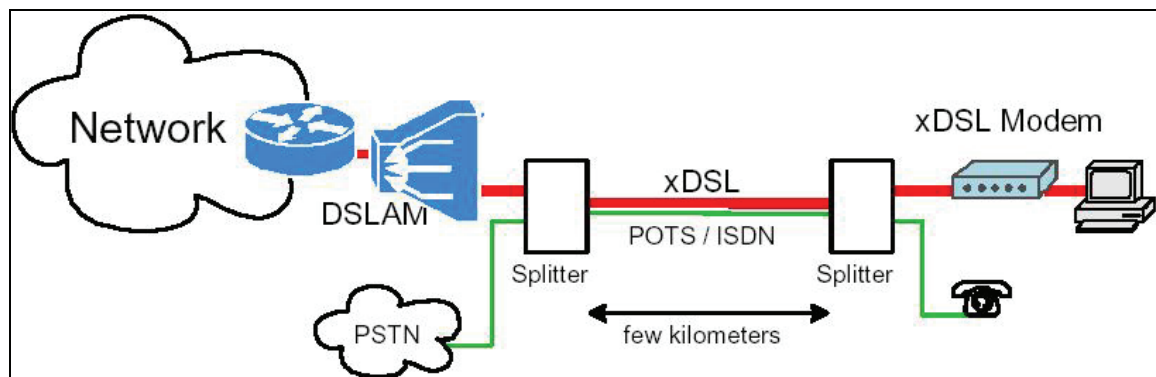 Network
DSLAM
Splitter
PSTN
xDSL
POTS / ISDN
few kilometers
Splitter
xDSL Modem